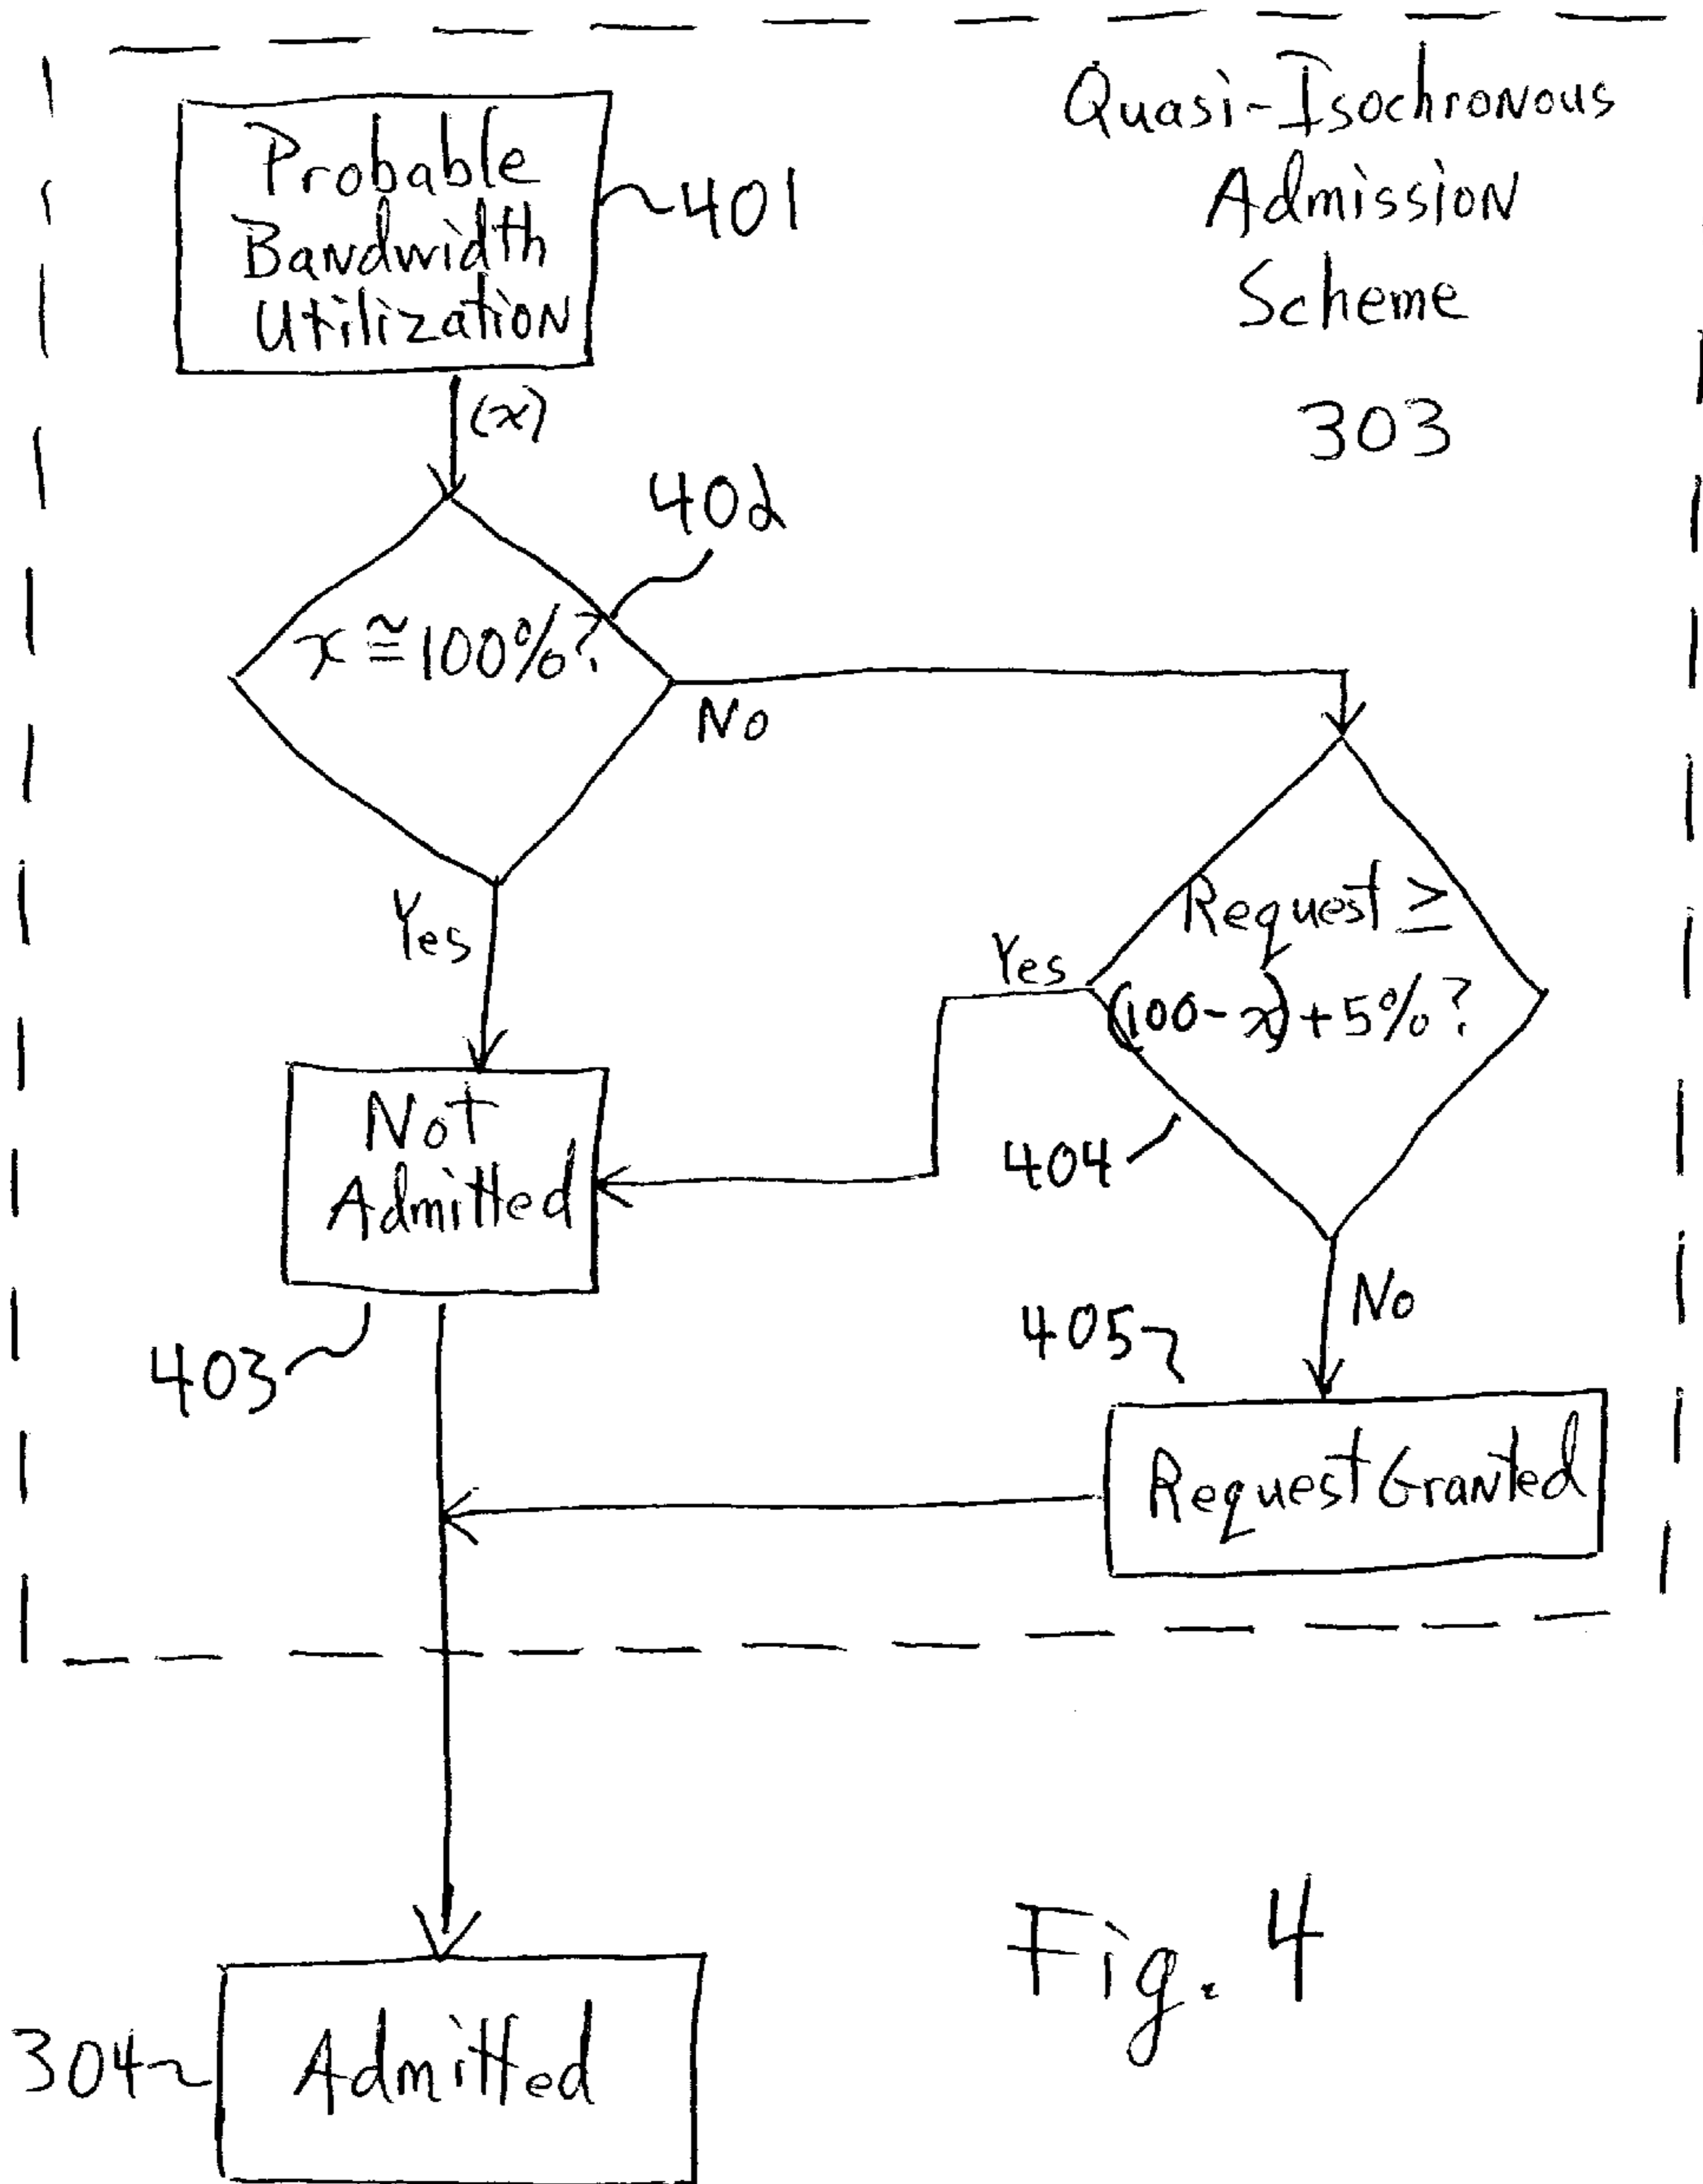 Quasi-Isochronous
Admission
Scheme
303
Probable
Bandwidth
Utilization
401
(x)
402
x ≅ 100%?
No
Yes
Request ≥
(100-x)+5%?
Yes
404
Not
Admitted
403
No
405
Request Granted
304
Admitted
Fig. 4